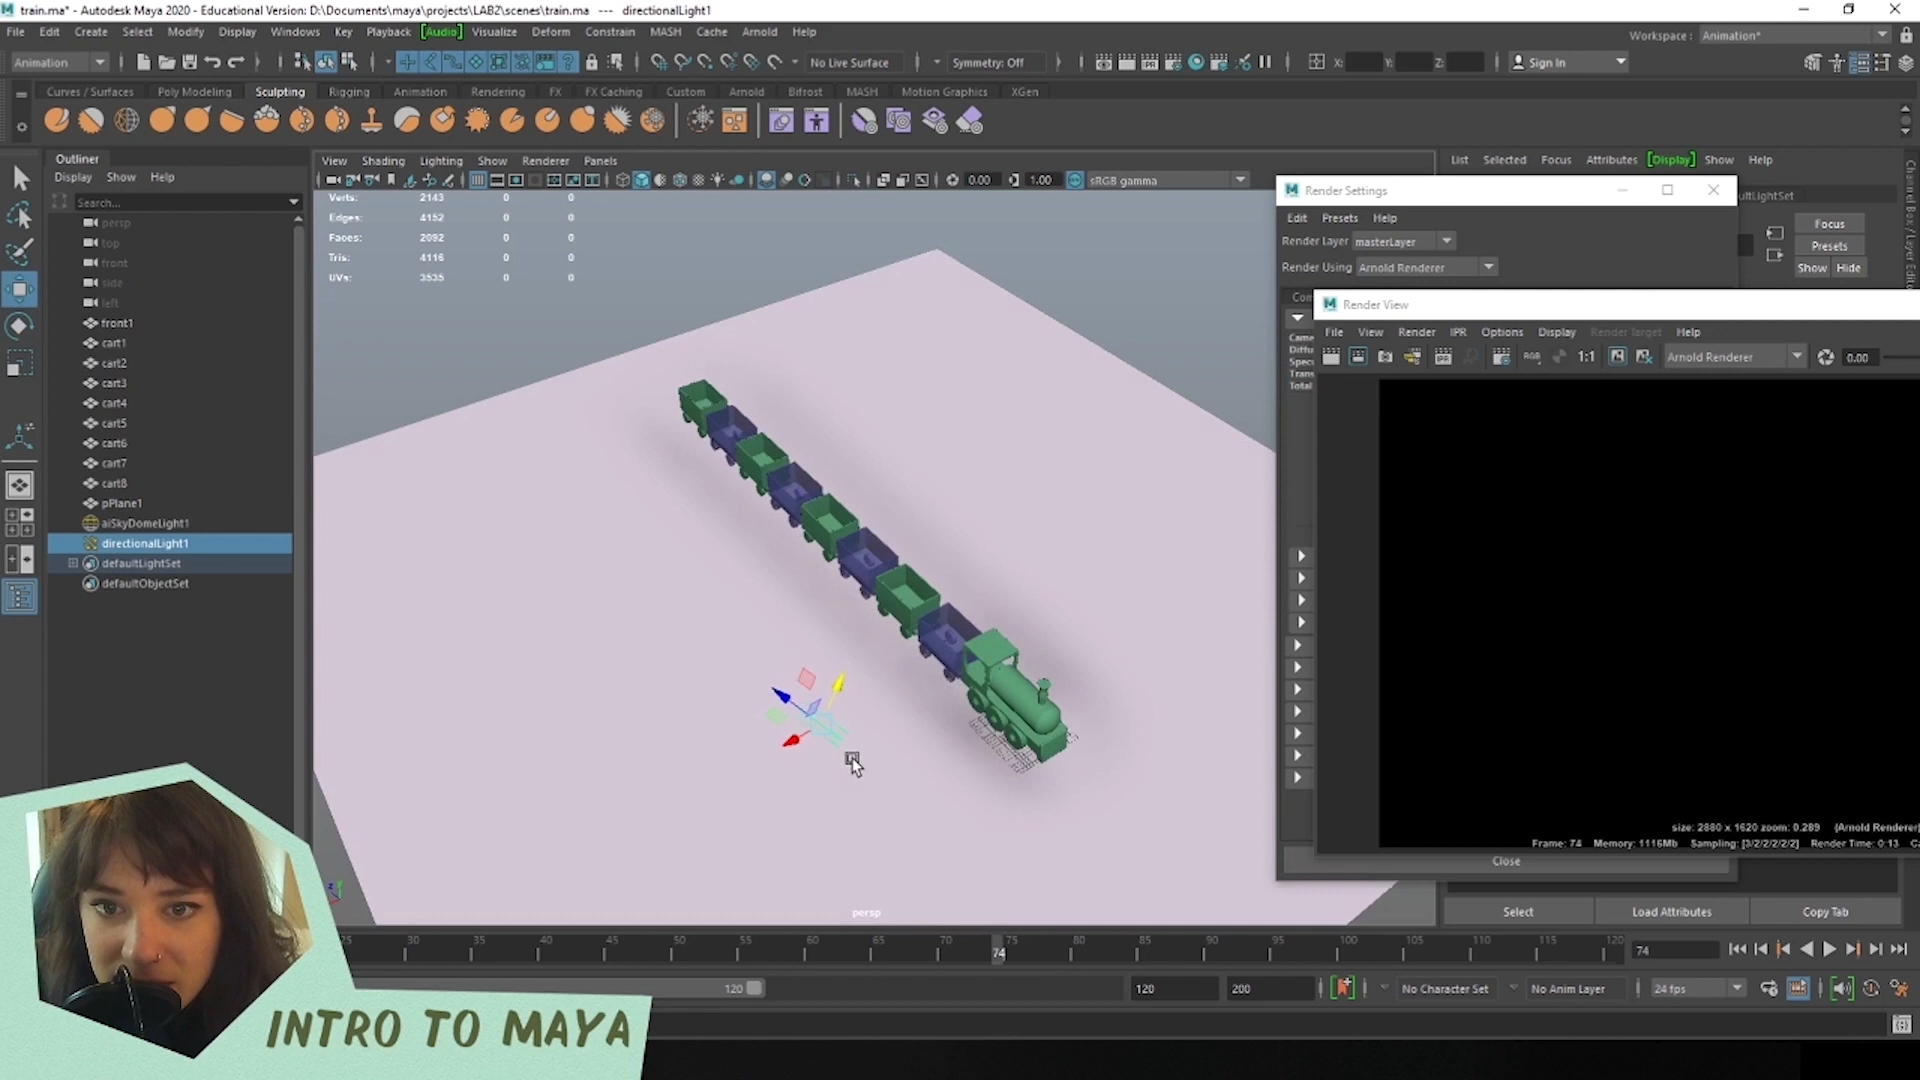 train.ma* - Autodesk Maya 2020 - Educational Version: D:\Documents\maya\projects\LAB2\scenes\train.ma --- directionalLight1
File Edit Create Select Modify Display Windows Key Playback [Audio] Visualize Deform Constrain MASH Cache Arnold Help
Workspace : Animation*
Animation No Live Surface Symmetry: Off X: Y: Z: Sign In
Curves / Surfaces Poly Modeling Sculpting Rigging Animation Rendering FX FX Caching Custom Arnold Bifrost MASH Motion Graphics XGen
Outliner
Display Show Help
Search...
persp
top
front
side
left
front1
cart1
cart2
cart3
cart4
cart5
cart6
cart7
cart8
pPlane1
aiSkyDomeLight1
directionalLight1
defaultLightSet
defaultObjectSet
View Shading Lighting Show Renderer Panels
0.00 1.00 sRGB gamma
Verts: 2143 0 0
Edges: 4152 0 0
Faces: 2092 0 0
Tris: 4116 0 0
UVs: 3535 0 0
persp
List Selected Focus Attributes [Display] Show Help
Focus
Presets
Show Hide
Channel Box / Layer Editor
Render Settings
Edit Presets Help
Render Layer masterLayer
Render Using Arnold Renderer
Render View
File View Render IPR Options Display Render Target Help
IPR RGB 1:1 Arnold Renderer 0.00
size: 2880 x 1620 zoom: 0.289 (Arnold Renderer)
Frame: 74 Memory: 1116Mb Sampling: [3/2/2/2/2/2] Render Time: 0:13
Close
Select Load Attributes Copy Tab
25 30 35 40 45 50 55 60 65 70 74 75 80 85 90 95 100 105 110 115 120 74
120 120 200 No Character Set No Anim Layer 24 fps
INTRO TO MAYA